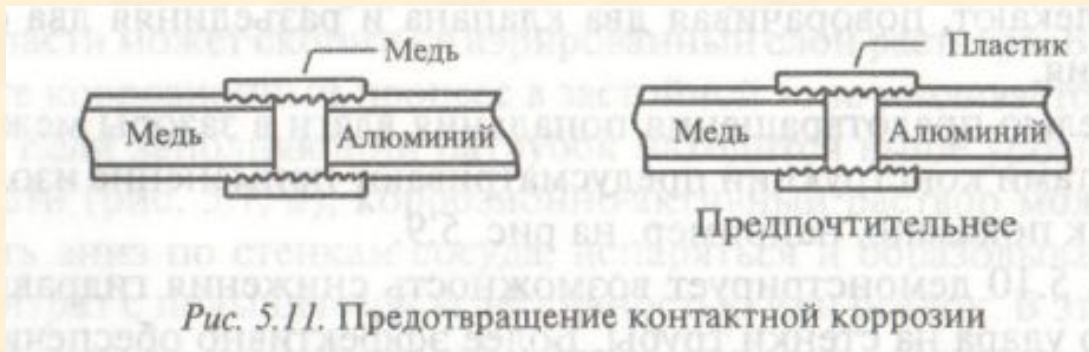 Медь
Пластик
Медь
Алюминий
Медь
Алюминий
Предпочтительнее
Рис. 5.11. Предотвращение контактной коррозии